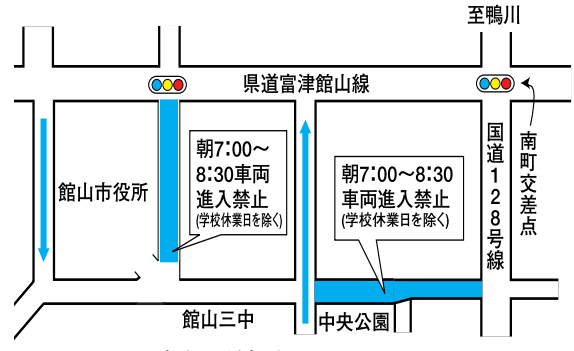 至鴨川
県道富津館山線
朝7:00～
8:30車両
進入禁止
(学校休業日を除く)
朝7:00～8:30
車両進入禁止
(学校休業日を除く)
国道128号線
南町交差点
館山市役所
館山三中
中央公園